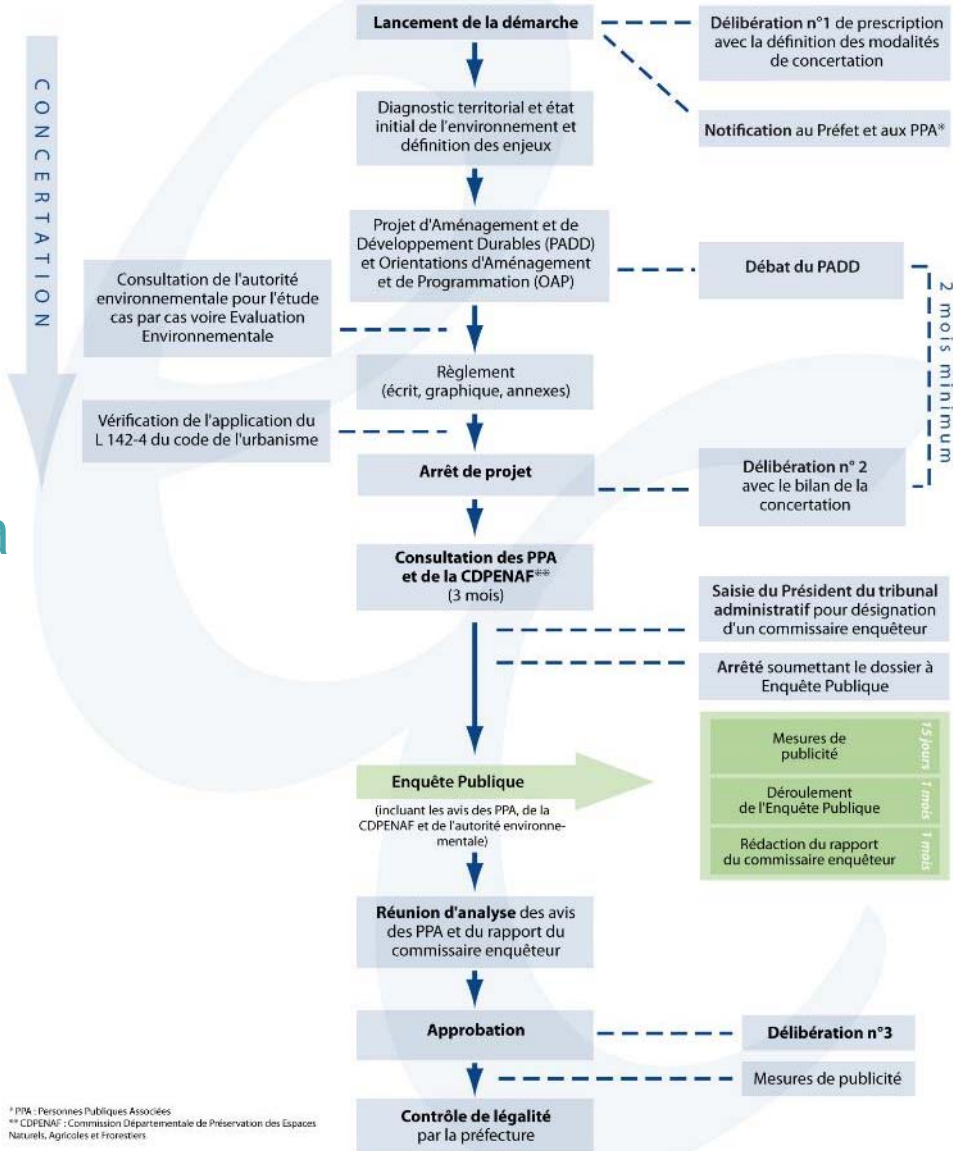 CONCERTATION
Lancement de la démarche
Délibération n°1 de prescription
avec la définition des modalités
de concertation
Notification au Préfet et aux PPA*
Diagnostic territorial et état
initial de l'environnement et
définition des enjeux
Projet d'Aménagement et de
Développement Durables (PADD)
et Orientations d'Aménagement
et de Programmation (OAP)
Débat du PADD
2 mois minimum
Consultation de l'autorité
environnementale pour l'étude
cas par cas voire Evaluation
Environnementale
Règlement
(écrit, graphique, annexes)
Vérification de l'application du
L 142-4 du code de l'urbanisme
Arrêt de projet
Délibération n° 2
avec le bilan de la
concertation
a
Consultation des PPA
et de la CDPENAF**
(3 mois)
Saisie du Président du tribunal
administratif pour désignation
d'un commissaire enquêteur
Arrêté soumettant le dossier à
Enquête Publique
Enquête Publique
(incluant les avis des PPA, de la
CDPENAF et de l'autorité environne-
mentale)
Mesures de
publicité
15 jours
Déroulement
de l'Enquête Publique
1 mois
Rédaction du rapport
du commissaire enquêteur
1 mois
Réunion d'analyse des avis
des PPA et du rapport du
commissaire enquêteur
Approbation
Délibération n°3
Mesures de publicité
Contrôle de légalité
par la préfecture
* PPA : Personnes Publiques Associées
** CDPENAF : Commission Départementale de Préservation des Espaces
Naturels, Agricoles et Frorestiers